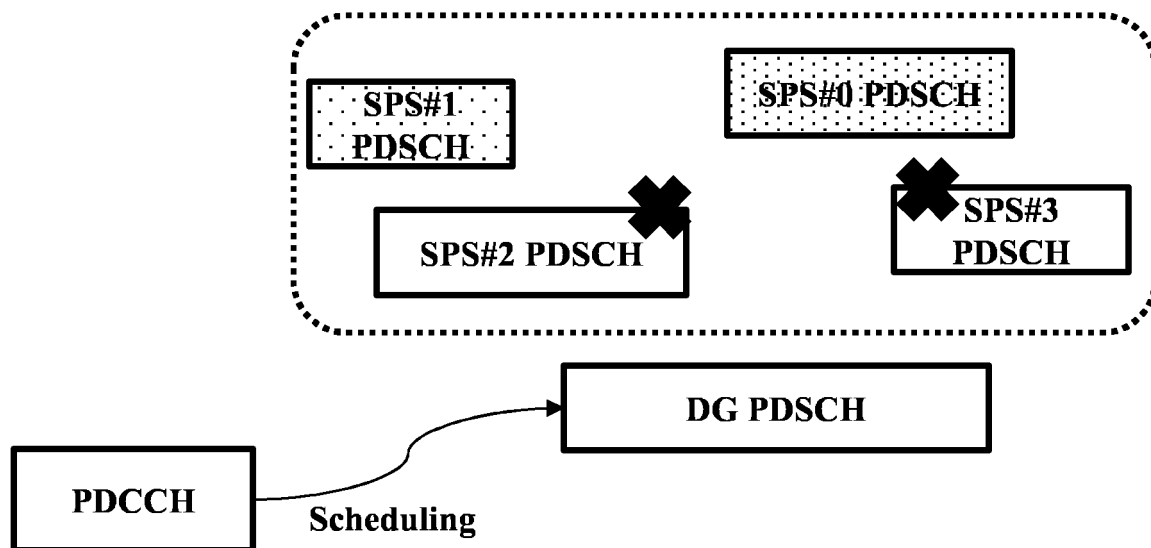 SPS#1
PDSCH
SPS#0 PDSCH
SPS#2 PDSCH
SPS#3
PDSCH
DG PDSCH
PDCCH
Scheduling